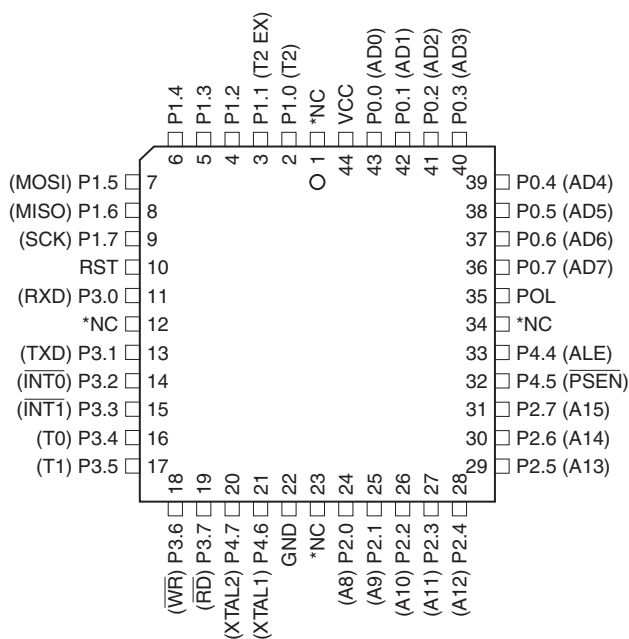 P1.4
P1.3
P1.2
P1.1 (T2 EX)
P1.0 (T2)
*NC
VCC
P0.0 (AD0)
P0.1 (AD1)
P0.2 (AD2)
P0.3 (AD3)
6 5 4 3 2 1 44 43 42 41 40
(MOSI) P1.5 7
(MISO) P1.6 8
(SCK) P1.7 9
RST 10
(RXD) P3.0 11
*NC 12
(TXD) P3.1 13
(INT0) P3.2 14
(INT1) P3.3 15
(T0) P3.4 16
(T1) P3.5 17
39 P0.4 (AD4)
38 P0.5 (AD5)
37 P0.6 (AD6)
36 P0.7 (AD7)
35 POL
34 *NC
33 P4.4 (ALE)
32 P4.5 (PSEN)
31 P2.7 (A15)
30 P2.6 (A14)
29 P2.5 (A13)
18 19 20 21 22 23 24 25 26 27 28
(WR) P3.6
(RD) P3.7
(XTAL2) P4.7
(XTAL1) P4.6
GND
*NC
(A8) P2.0
(A9) P2.1
(A10) P2.2
(A11) P2.3
(A12) P2.4